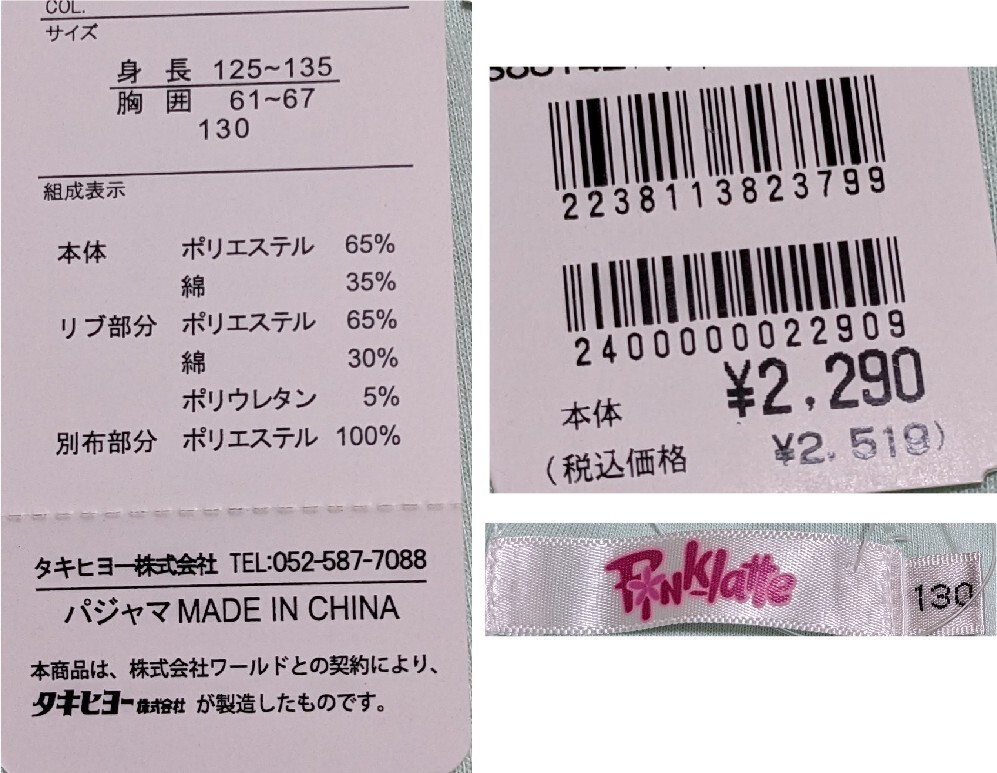 COL.
サイズ
身 長 125~135
胸 囲 61~67
130
組成表示
本体 ポリエステル 65%
綿 35%
リブ部分 ポリエステル 65%
綿 30%
ポリウレタン 5%
別布部分 ポリエステル 100%
タキヒヨー株式会社 TEL:052-587-7088
パジャマ MADE IN CHINA
本商品は、株式会社ワールドとの契約により、
タキヒヨー株式会社 が製造したものです。
2238113823799
2400000022909
本体 ¥2,290
(税込価格 ¥2,519)
Pink-latte
130